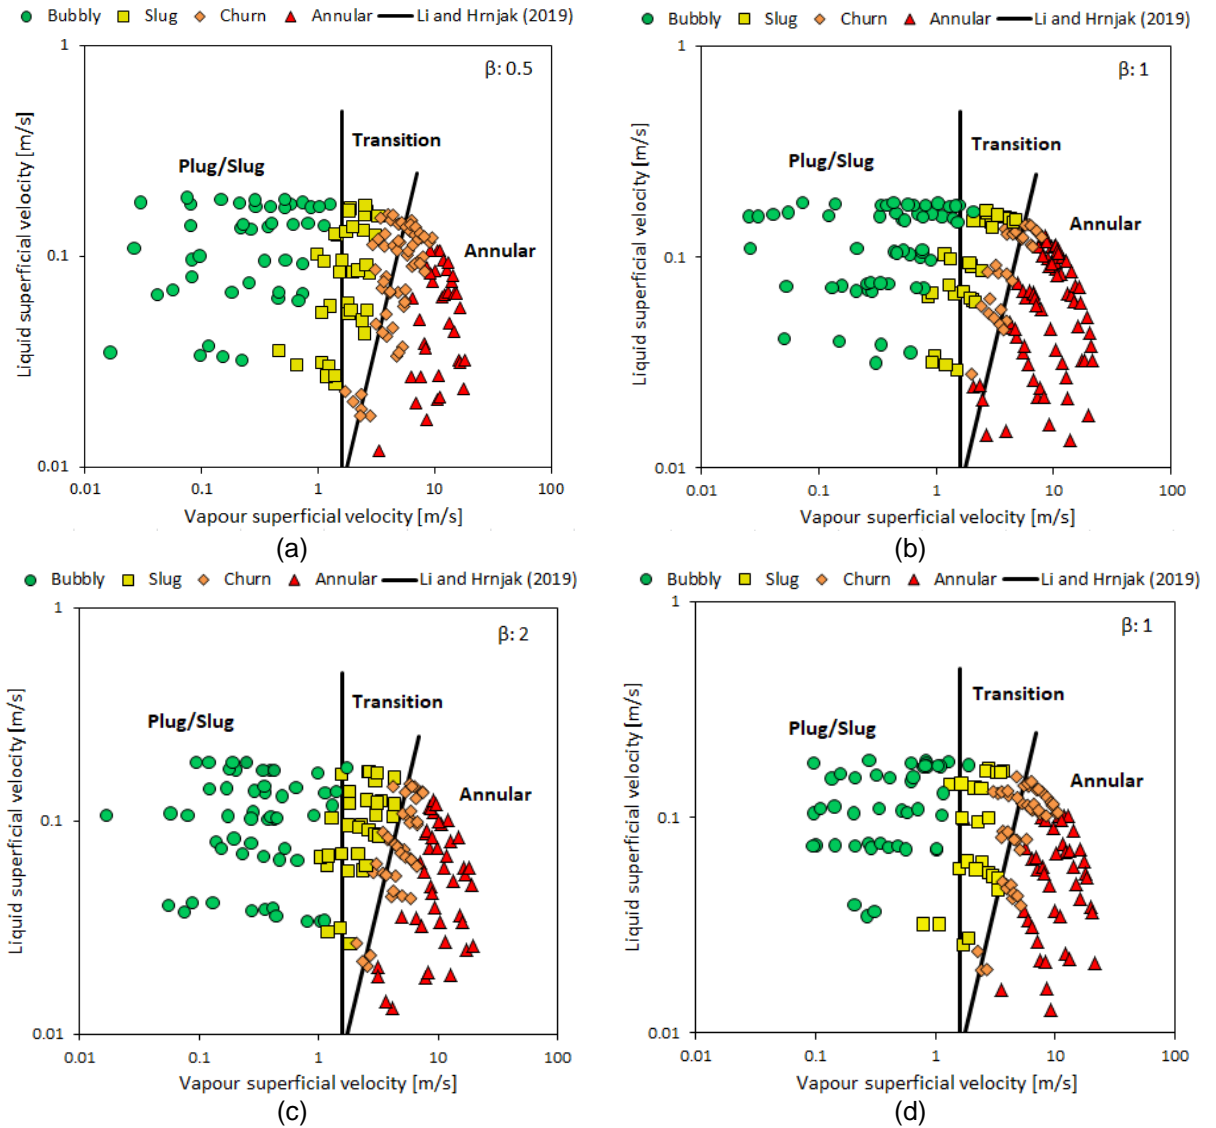 Bubbly Slug Churn Annular Li and Hrnjak (2019)
1
β: 0.5
Transition
Plug/Slug
Annular
0.1
0.01
Liquid superficial velocity [m/s]
0.01 0.1 1 10 100
Vapour superficial velocity [m/s]
(a)
Bubbly Slug Churn Annular Li and Hrnjak (2019)
1
β: 1
Transition
Plug/Slug
Annular
0.1
0.01
Liquid superficial velocity [m/s]
0.01 0.1 1 10 100
Vapour superficial velocity [m/s]
(b)
Bubbly Slug Churn Annular Li and Hrnjak (2019)
1
β: 2
Transition
Plug/Slug
Annular
0.1
0.01
Liquid superficial velocity [m/s]
0.01 0.1 1 10 100
Vapour superficial velocity [m/s]
(c)
Bubbly Slug Churn Annular Li and Hrnjak (2019)
1
β: 1
Transition
Plug/Slug
Annular
0.1
0.01
Liquid superficial velocity [m/s]
0.01 0.1 1 10 100
Vapour superficial velocity [m/s]
(d)